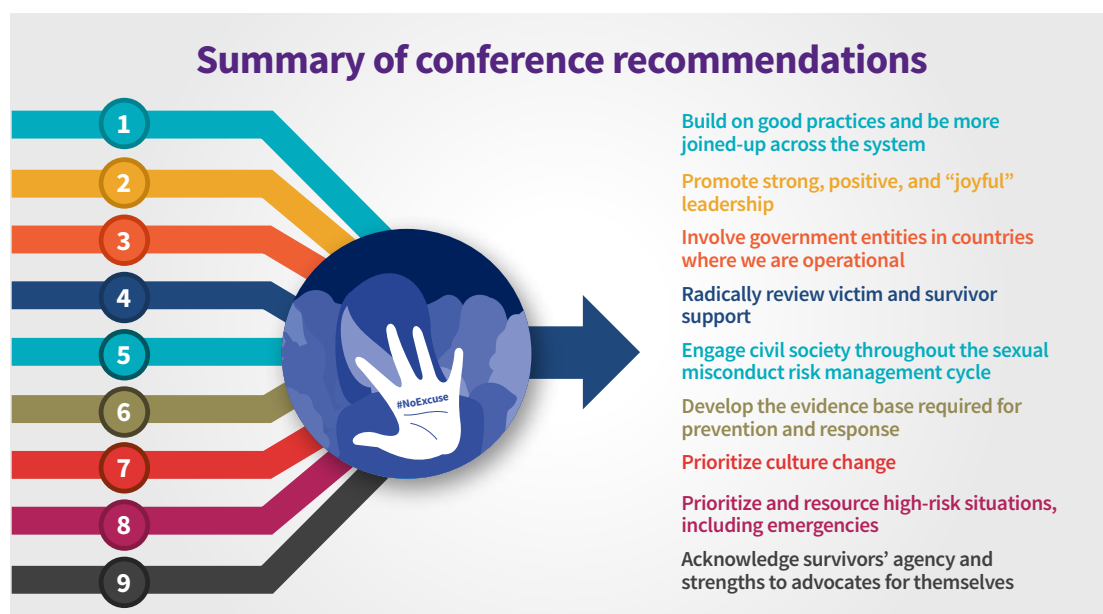 Summary of conference recommendations
1
Build on good practices and be more
joined-up across the system
2
Promote strong, positive, and “joyful”
leadership
3
Involve government entities in countries
where we are operational
4
Radically review victim and survivor
support
5
Engage civil society throughout the sexual
misconduct risk management cycle
6
Develop the evidence base required for
prevention and response
7
Prioritize culture change
8
Prioritize and resource high-risk situations,
including emergencies
9
Acknowledge survivors’ agency and
strengths to advocates for themselves
#NoExcuse